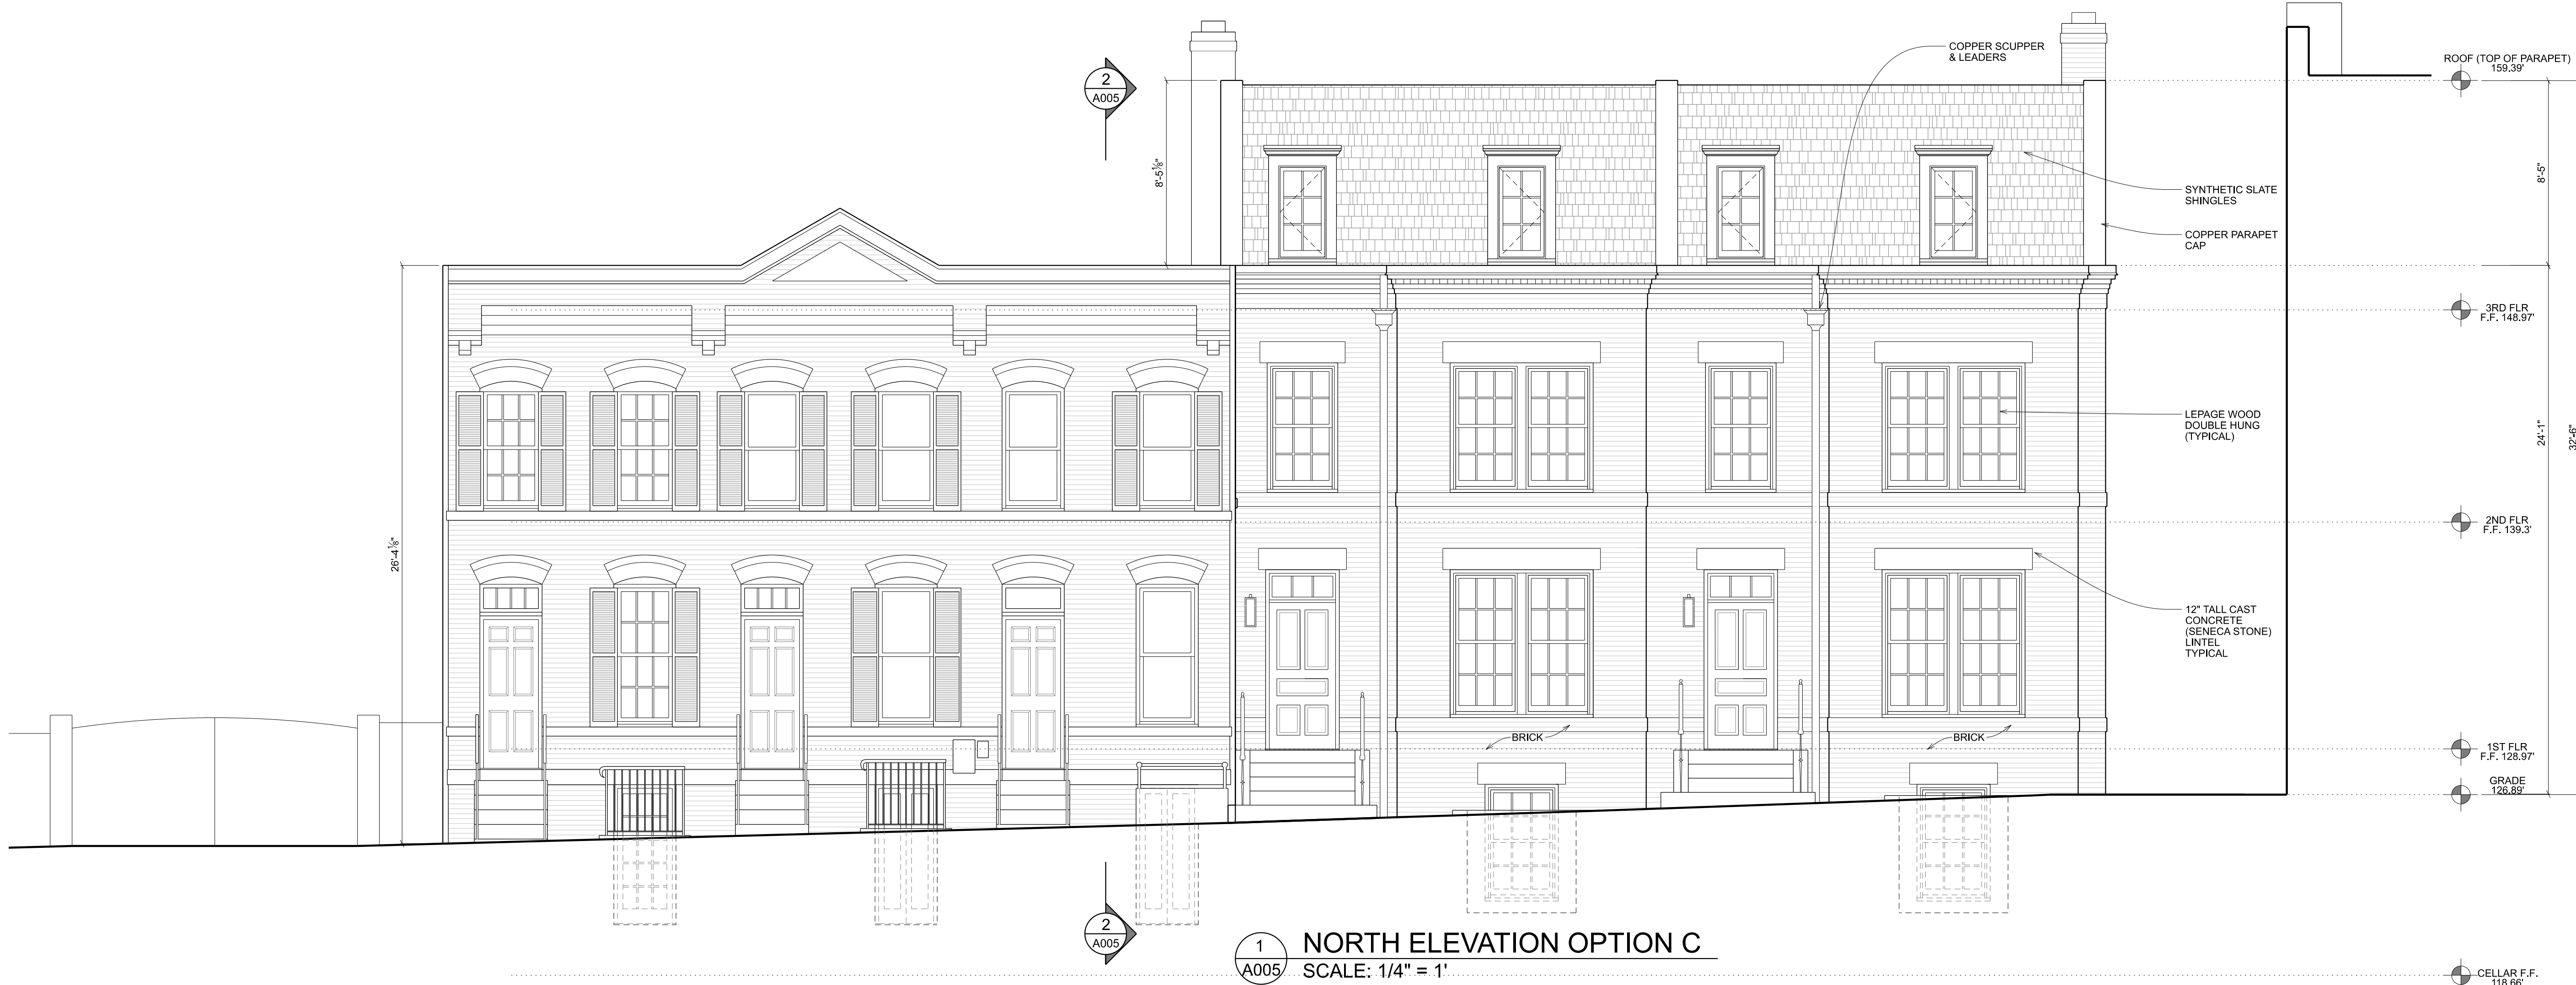 2
A005
COPPER SCUPPER
& LEADERS
ROOF (TOP OF PARAPET)
159.39'
8'-5⅛"
8'-5"
SYNTHETIC SLATE
SHINGLES
COPPER PARAPET
CAP
3RD FLR
F.F. 148.97'
LEPAGE WOOD
DOUBLE HUNG
(TYPICAL)
24'-1"
32'-6"
2ND FLR
F.F. 139.3'
26'-4⅛"
12" TALL CAST
CONCRETE
(SENECA STONE)
LINTEL
TYPICAL
BRICK
BRICK
1ST FLR
F.F. 128.97'
GRADE
126.89'
2
A005
1
A005
NORTH ELEVATION OPTION C
SCALE: 1/4" = 1'
CELLAR F.F.
118.66'